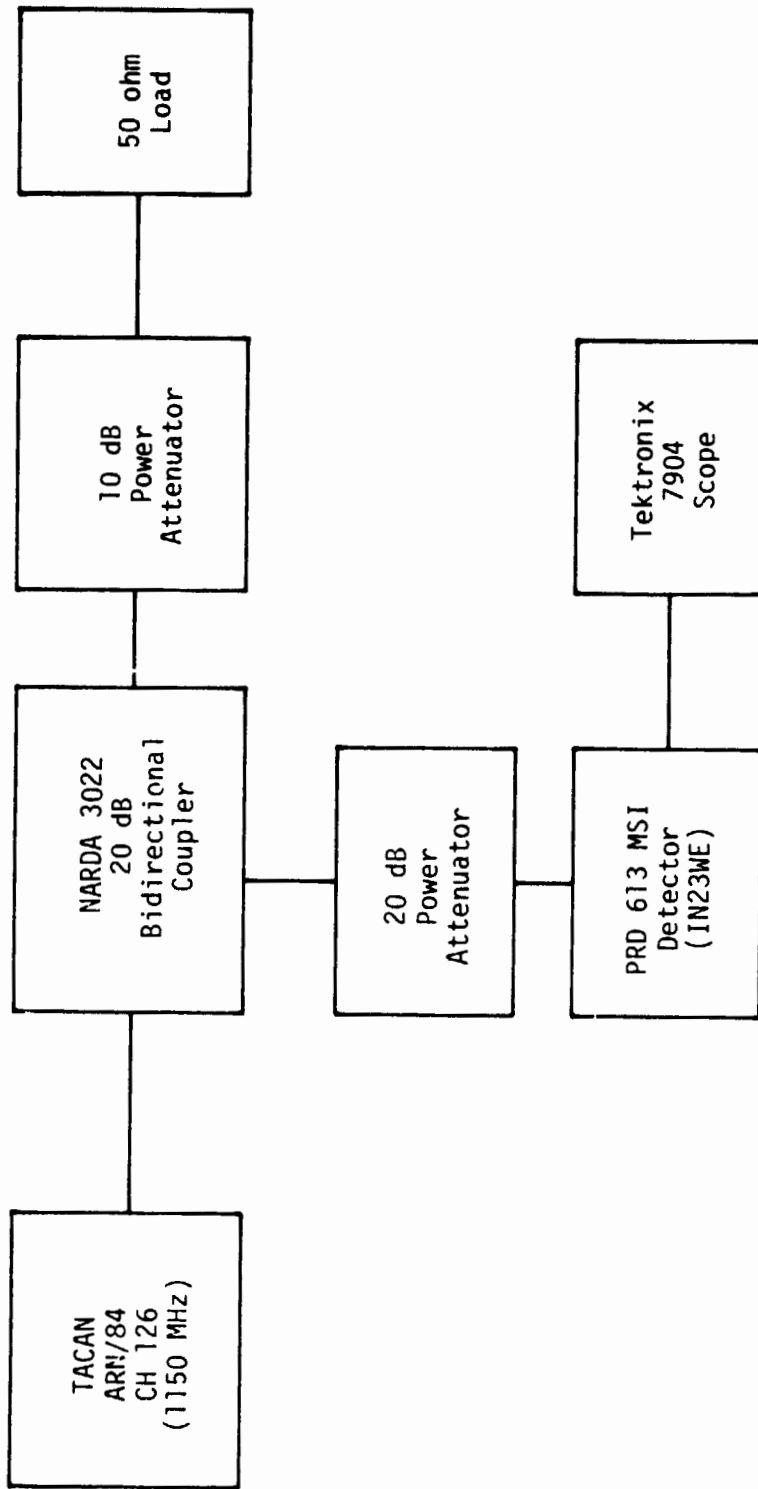 TACAN
ARN/84
CH 126
(1150 MHz)
NARDA 3022
20 dB
Bidirectional
Coupler
10 dB
Power
Attenuator
50 ohm
Load
20 dB
Power
Attenuator
PRD 613 MSI
Detector
(IN23WE)
Tektronix
7904
Scope